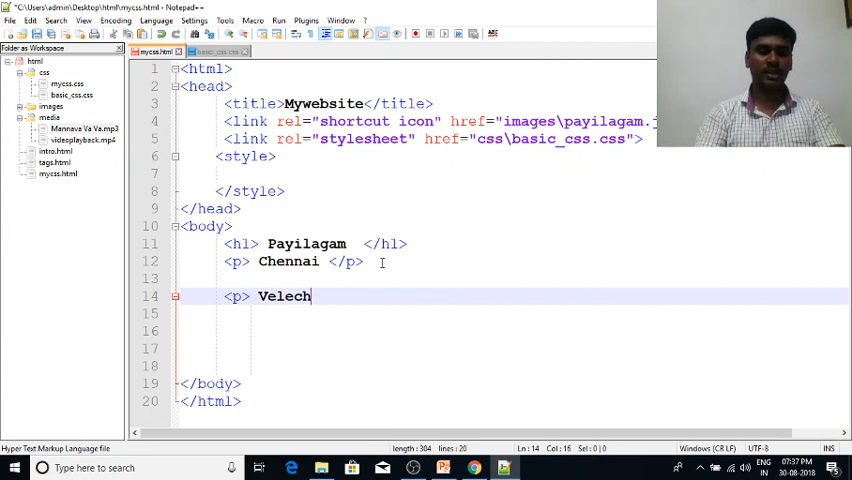 *C:\Users\admin\Desktop\html\mycss.html - Notepad++
File Edit Search View Encoding Language Settings Tools Macro Run Plugins Window ?
Folder as Workspace
mycss.html basic_css.css
html
css
mycss.css
basic_css.css
images
media
Mannava Va Va.mp3
videoplayback.mp4
intro.html
tags.html
mycss.html
1 <html>
2 <head>
3 <title>Mywebsite</title>
4 <link rel="shortcut icon" href="images\payilagam.j
5 <link rel="stylesheet" href="css\basic_css.css">
6 <style>
7
8 </style>
9 </head>
10 <body>
11 <h1> Payilagam </h1>
12 <p> Chennai </p>
13
14 <p> Velech
15
16
17
18
19 </body>
20 </html>
Hyper Text Markup Language file length : 304 lines : 20 Ln : 14 Col : 16 Sel : 0 | 0 Windows (CR LF) UTF-8 INS
Type here to search
ENG
IN
07:37 PM
30-08-2018